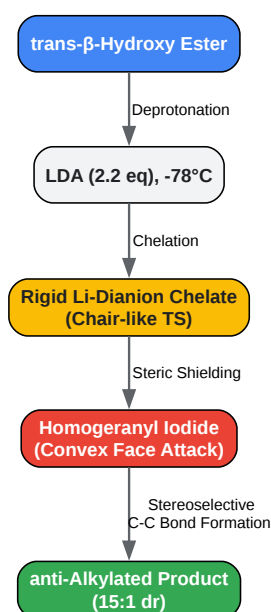 trans-β-Hydroxy Ester
Deprotonation
LDA (2.2 eq), -78°C
Chelation
Rigid Li-Dianion Chelate
(Chair-like TS)
Steric Shielding
Homogeranyl Iodide
(Convex Face Attack)
Stereoselective
C-C Bond Formation
anti-Alkylated Product
(15:1 dr)